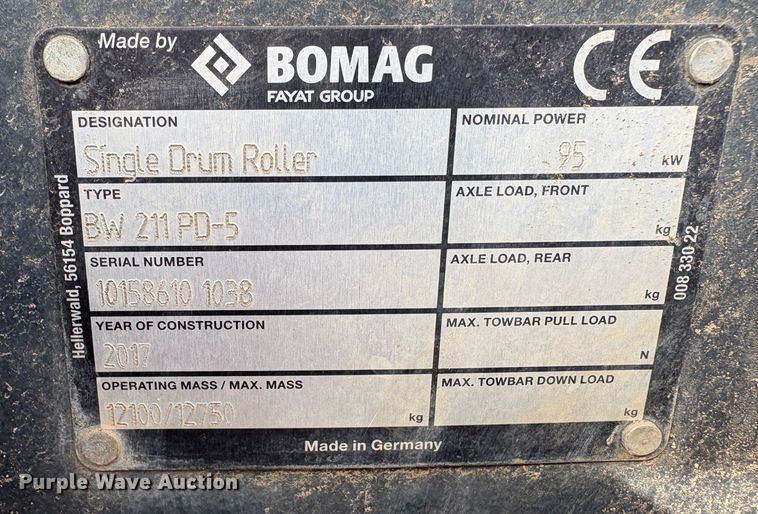 Made by BOMAG CE
FAYAT GROUP
DESIGNATION
Single Drum Roller
NOMINAL POWER
95 kW
TYPE
BW 211 PD-5
AXLE LOAD, FRONT
kg
SERIAL NUMBER
10158610 1038
AXLE LOAD, REAR
kg
YEAR OF CONSTRUCTION
2017
MAX. TOWBAR PULL LOAD
N
OPERATING MASS / MAX. MASS
12100/12750 kg
MAX. TOWBAR DOWN LOAD
kg
Made in Germany
Hellerwald, 56154 Boppard
008 330 22
Purple Wave Auction